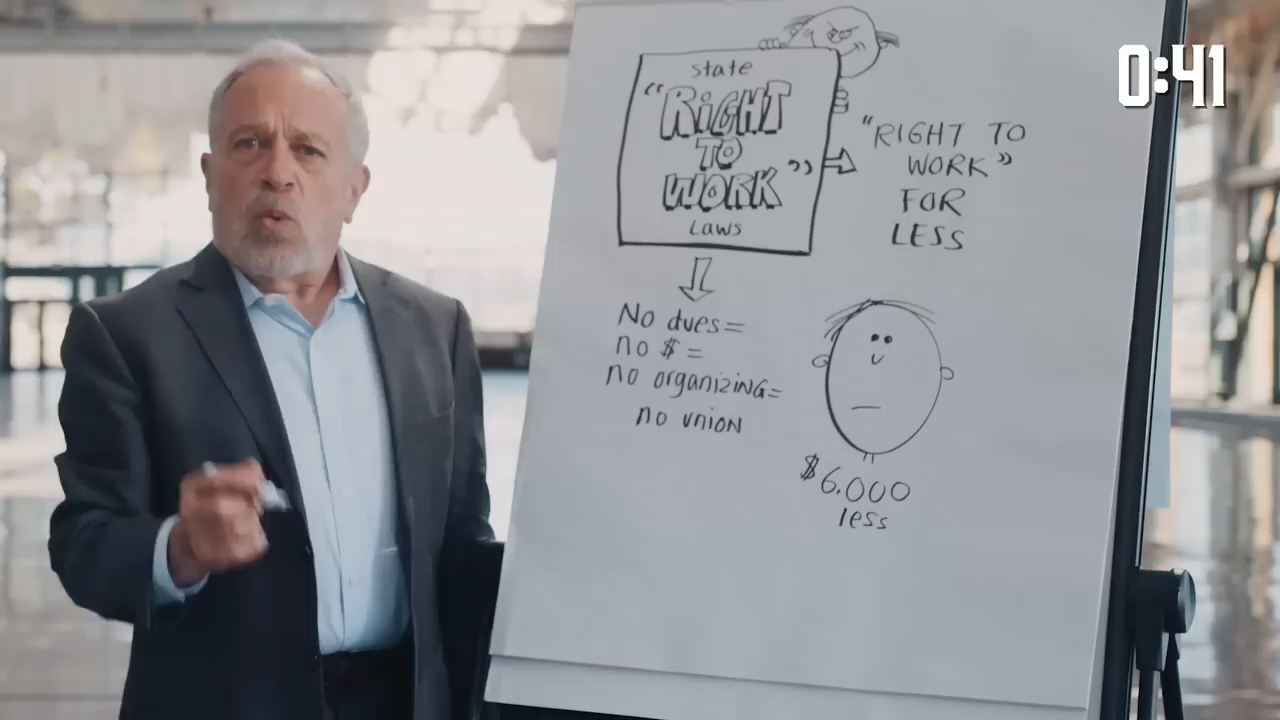 0:41
state
"RiGHT
TO
WORK"
Laws
"RIGHT TO
WORK"
FOR
LESS
No dues=
no $ =
no organizing=
no union
$6.000
less